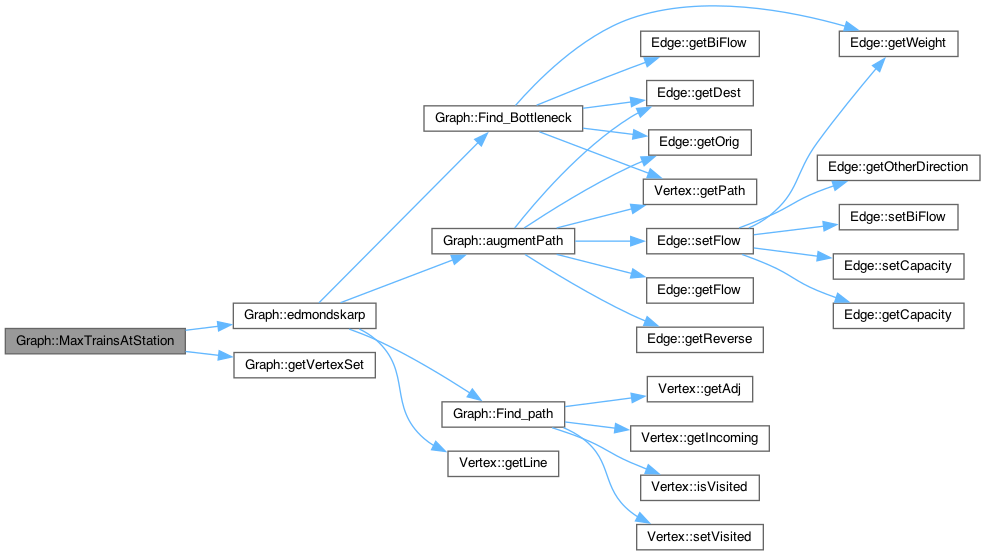 Graph::MaxTrainsAtStation
Graph::edmondskarp
Graph::getVertexSet
Graph::Find_Bottleneck
Graph::augmentPath
Graph::Find_path
Vertex::getLine
Edge::getBiFlow
Edge::getDest
Edge::getOrig
Vertex::getPath
Edge::setFlow
Edge::getFlow
Edge::getReverse
Vertex::getAdj
Vertex::getIncoming
Vertex::isVisited
Vertex::setVisited
Edge::getWeight
Edge::getOtherDirection
Edge::setBiFlow
Edge::setCapacity
Edge::getCapacity